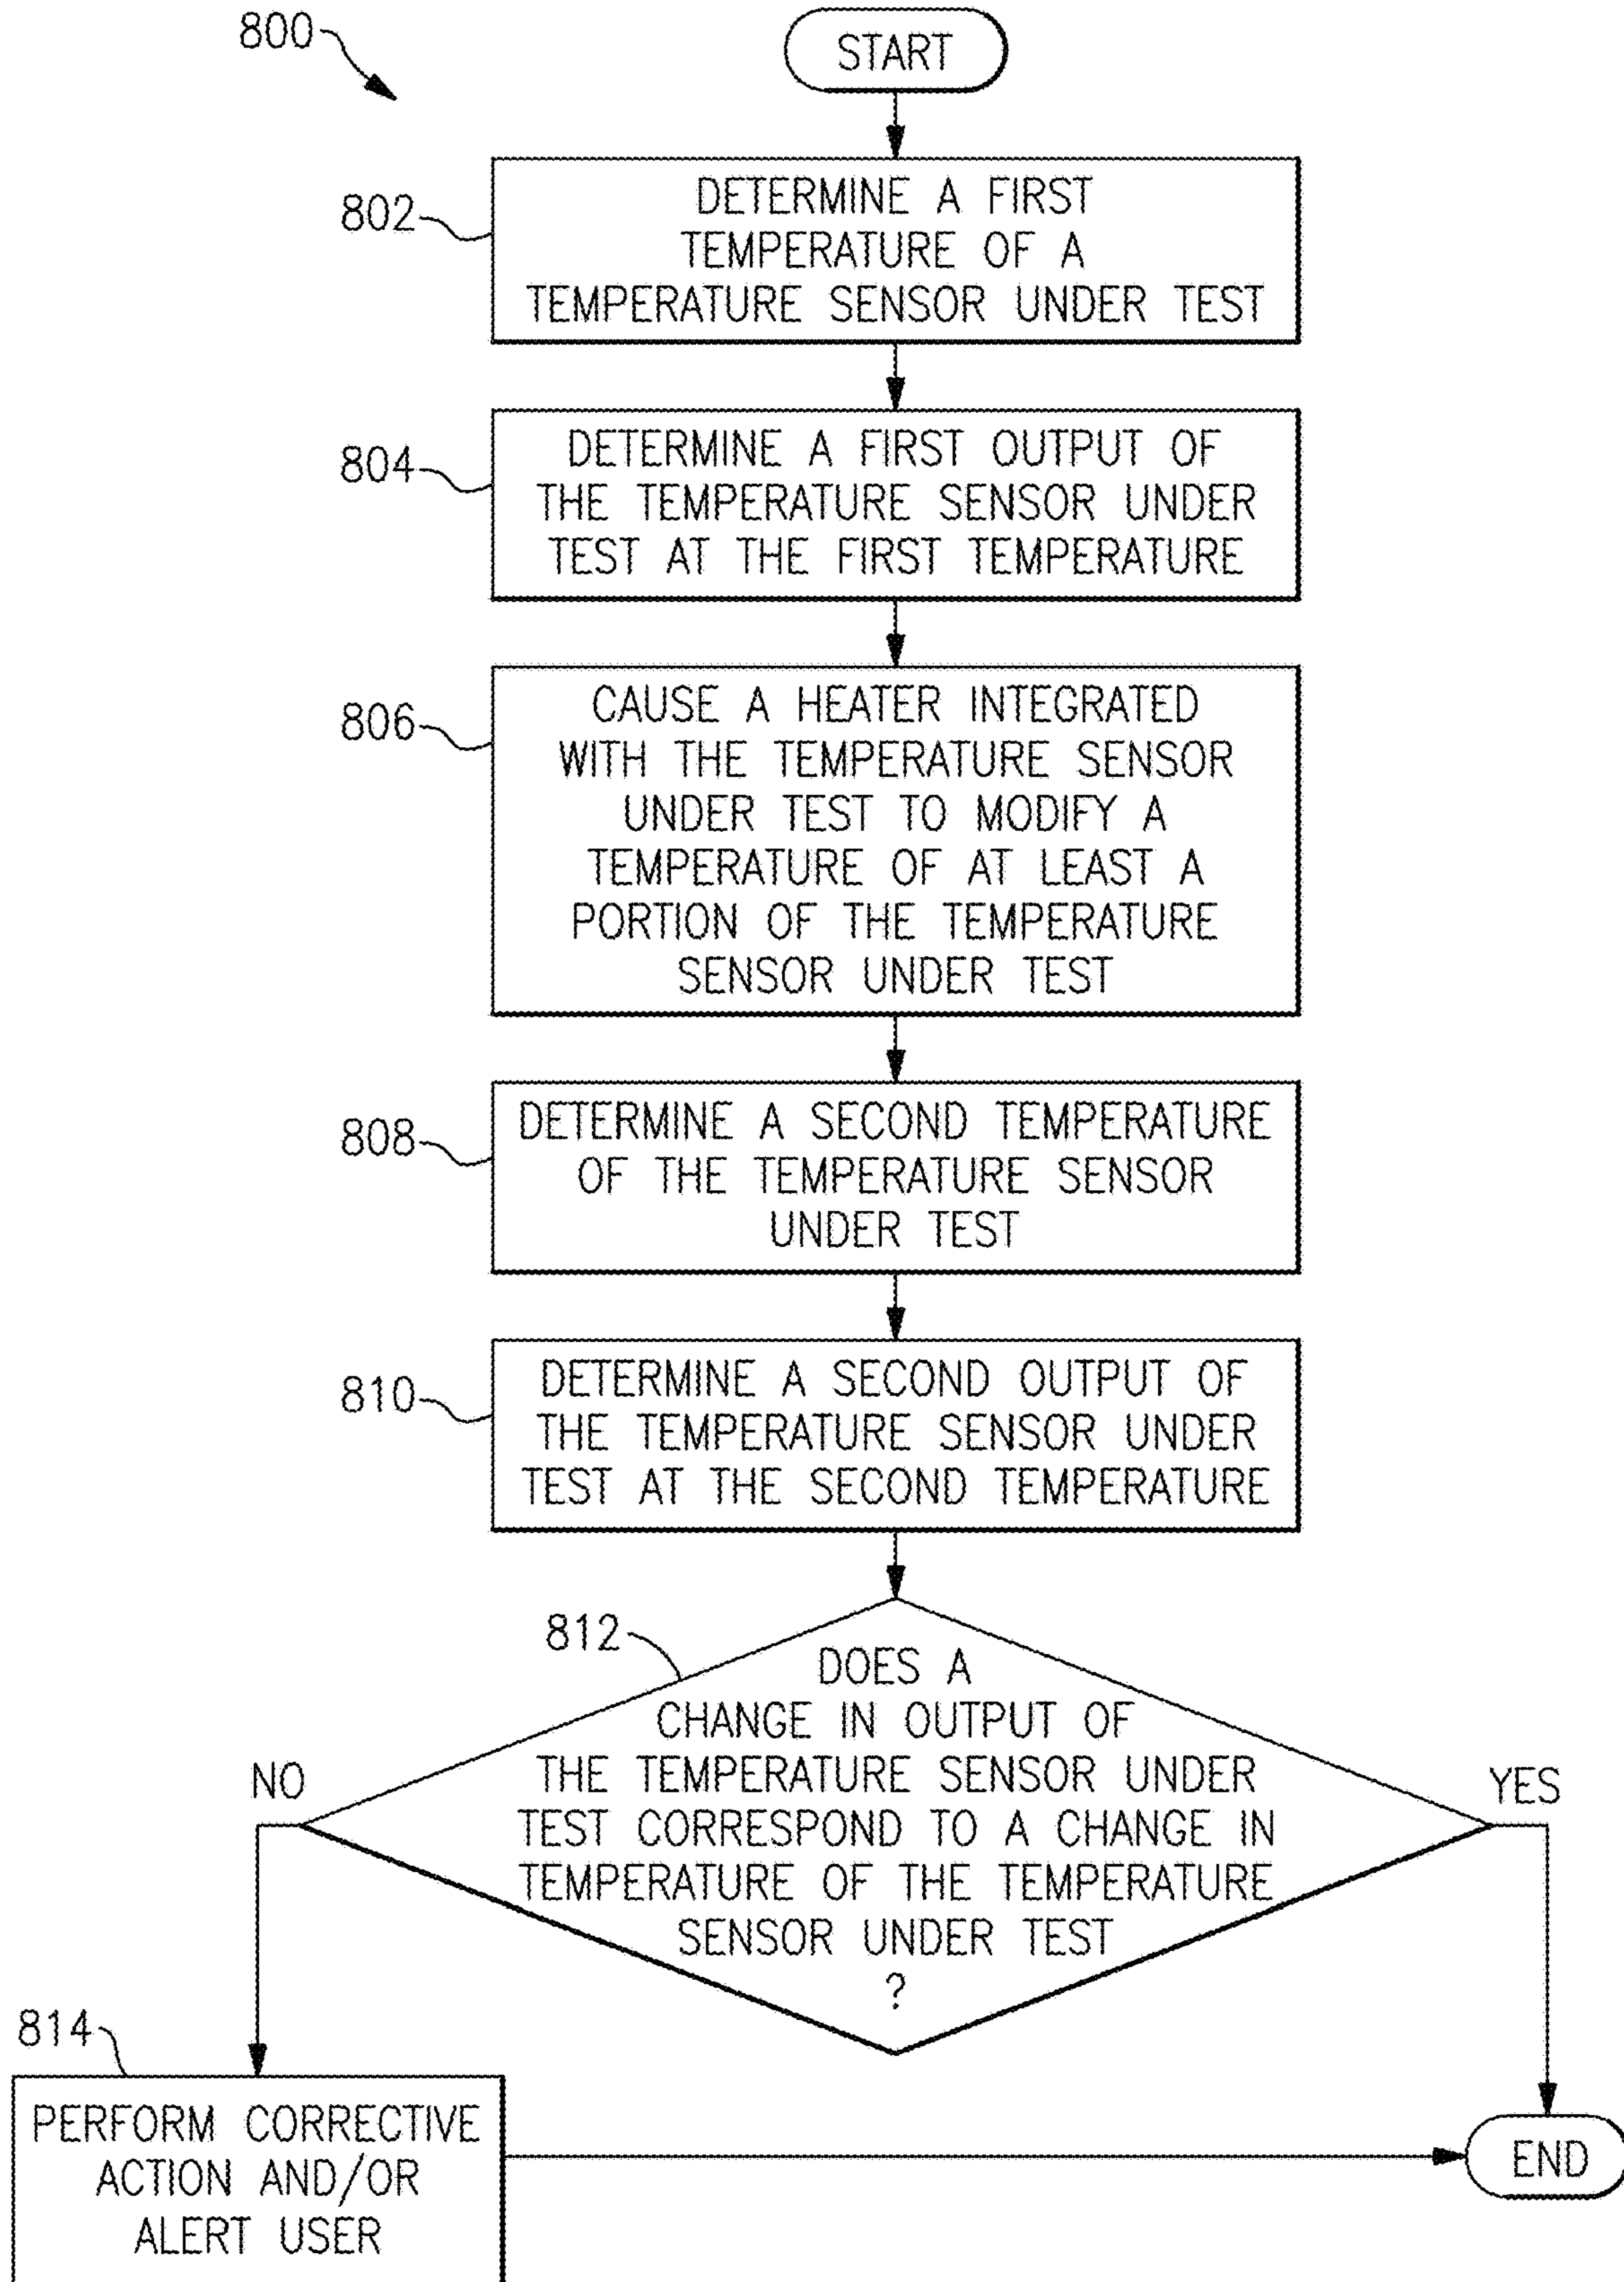 800
START
802
DETERMINE A FIRST
TEMPERATURE OF A
TEMPERATURE SENSOR UNDER TEST
804
DETERMINE A FIRST OUTPUT OF
THE TEMPERATURE SENSOR UNDER
TEST AT THE FIRST TEMPERATURE
806
CAUSE A HEATER INTEGRATED
WITH THE TEMPERATURE SENSOR
UNDER TEST TO MODIFY A
TEMPERATURE OF AT LEAST A
PORTION OF THE TEMPERATURE
SENSOR UNDER TEST
808
DETERMINE A SECOND TEMPERATURE
OF THE TEMPERATURE SENSOR
UNDER TEST
810
DETERMINE A SECOND OUTPUT OF
THE TEMPERATURE SENSOR UNDER
TEST AT THE SECOND TEMPERATURE
812
DOES A
CHANGE IN OUTPUT OF
THE TEMPERATURE SENSOR UNDER
TEST CORRESPOND TO A CHANGE IN
TEMPERATURE OF THE TEMPERATURE
SENSOR UNDER TEST
?
NO
YES
814
PERFORM CORRECTIVE
ACTION AND/OR
ALERT USER
END